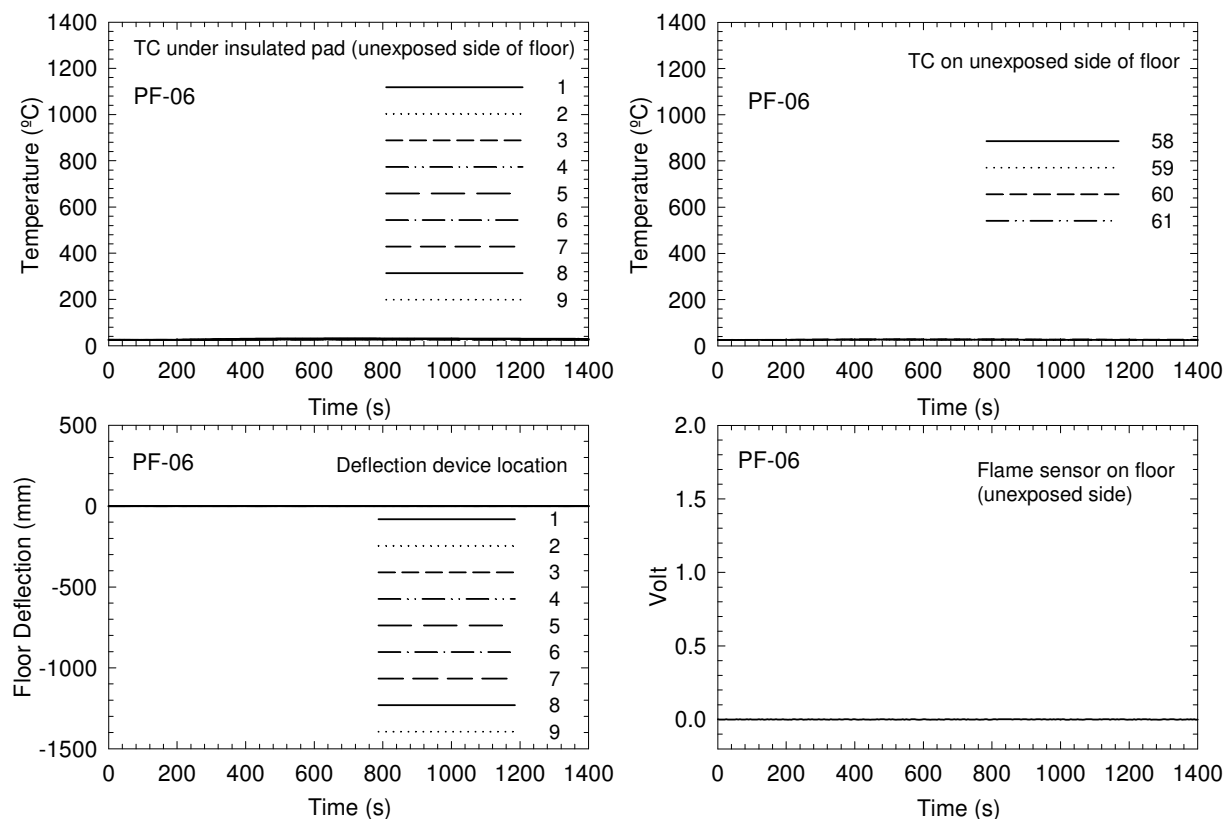 1400
1200
1000
800
600
400
200
0
Temperature (ºC)
TC under insulated pad (unexposed side of floor)
PF-06
1
2
3
4
5
6
7
8
9
0 200 400 600 800 1000 1200 1400
Time (s)
1400
1200
1000
800
600
400
200
0
Temperature (ºC)
TC on unexposed side of floor
PF-06
58
59
60
61
0 200 400 600 800 1000 1200 1400
Time (s)
500
0
-500
-1000
-1500
Floor Deflection (mm)
PF-06
Deflection device location
1
2
3
4
5
6
7
8
9
0 200 400 600 800 1000 1200 1400
Time (s)
2.0
1.5
1.0
0.5
0.0
Volt
PF-06
Flame sensor on floor
(unexposed side)
0 200 400 600 800 1000 1200 1400
Time (s)